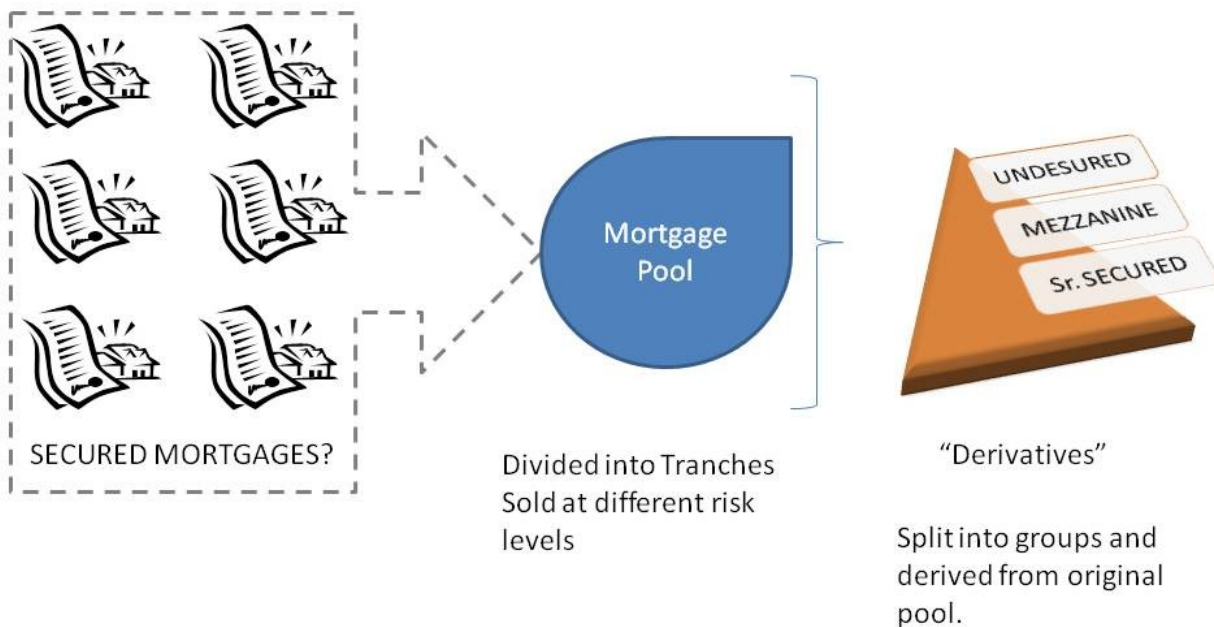 SECURED MORTGAGES?
Mortgage
Pool
Divided into Tranches
Sold at different risk
levels
UNDESURED
MEZZANINE
Sr. SECURED
“Derivatives”
Split into groups and
derived from original
pool.